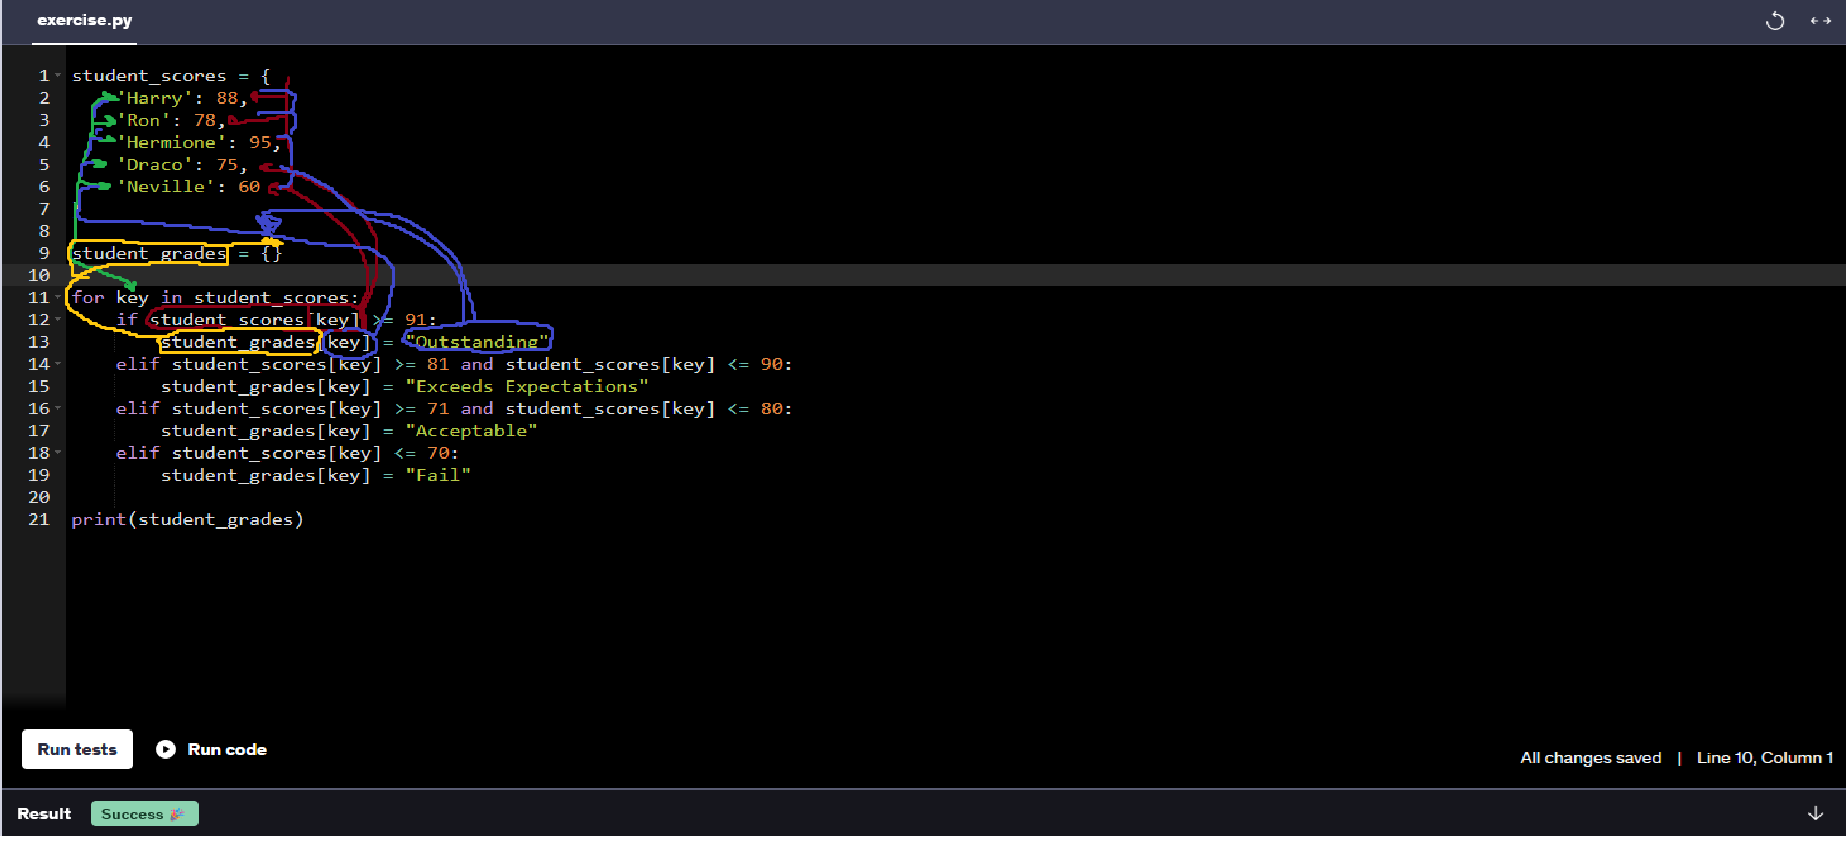 exercise.py
1 student_scores = {
2 'Harry': 88,
3 'Ron': 78,
4 'Hermione': 95,
5 'Draco': 75,
6 'Neville': 60
7
8
9 student_grades = {}
10
11 for key in student_scores:
12 if student_scores[key] >= 91:
13 student_grades[key] = "Outstanding"
14 elif student_scores[key] >= 81 and student_scores[key] <= 90:
15 student_grades[key] = "Exceeds Expectations"
16 elif student_scores[key] >= 71 and student_scores[key] <= 80:
17 student_grades[key] = "Acceptable"
18 elif student_scores[key] <= 70:
19 student_grades[key] = "Fail"
20
21 print(student_grades)
Run tests Run code
All changes saved | Line 10, Column 1
Result Success 🎉